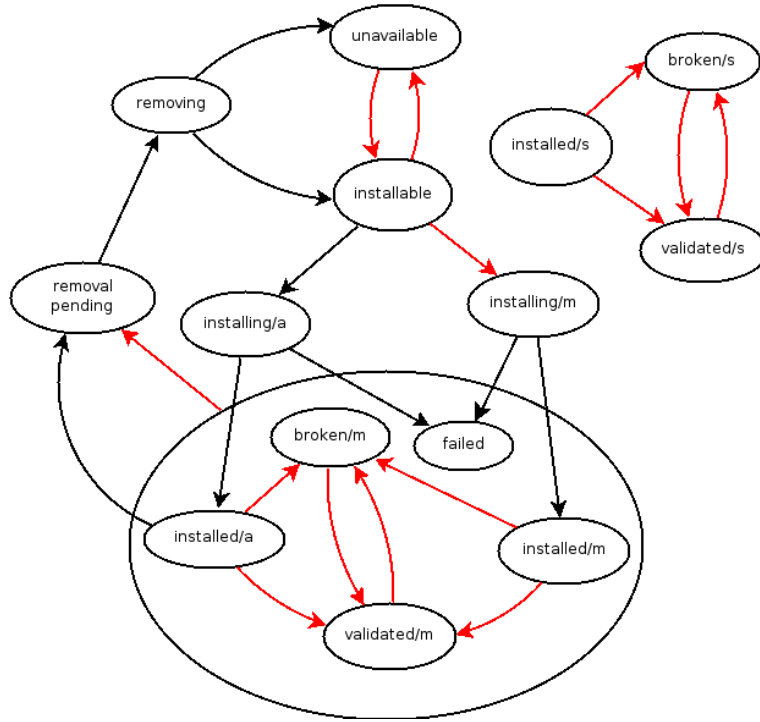 unavailable
broken/s
removing
installed/s
installable
validated/s
removal
pending
installing/a
installing/m
broken/m
failed
installed/a
installed/m
validated/m